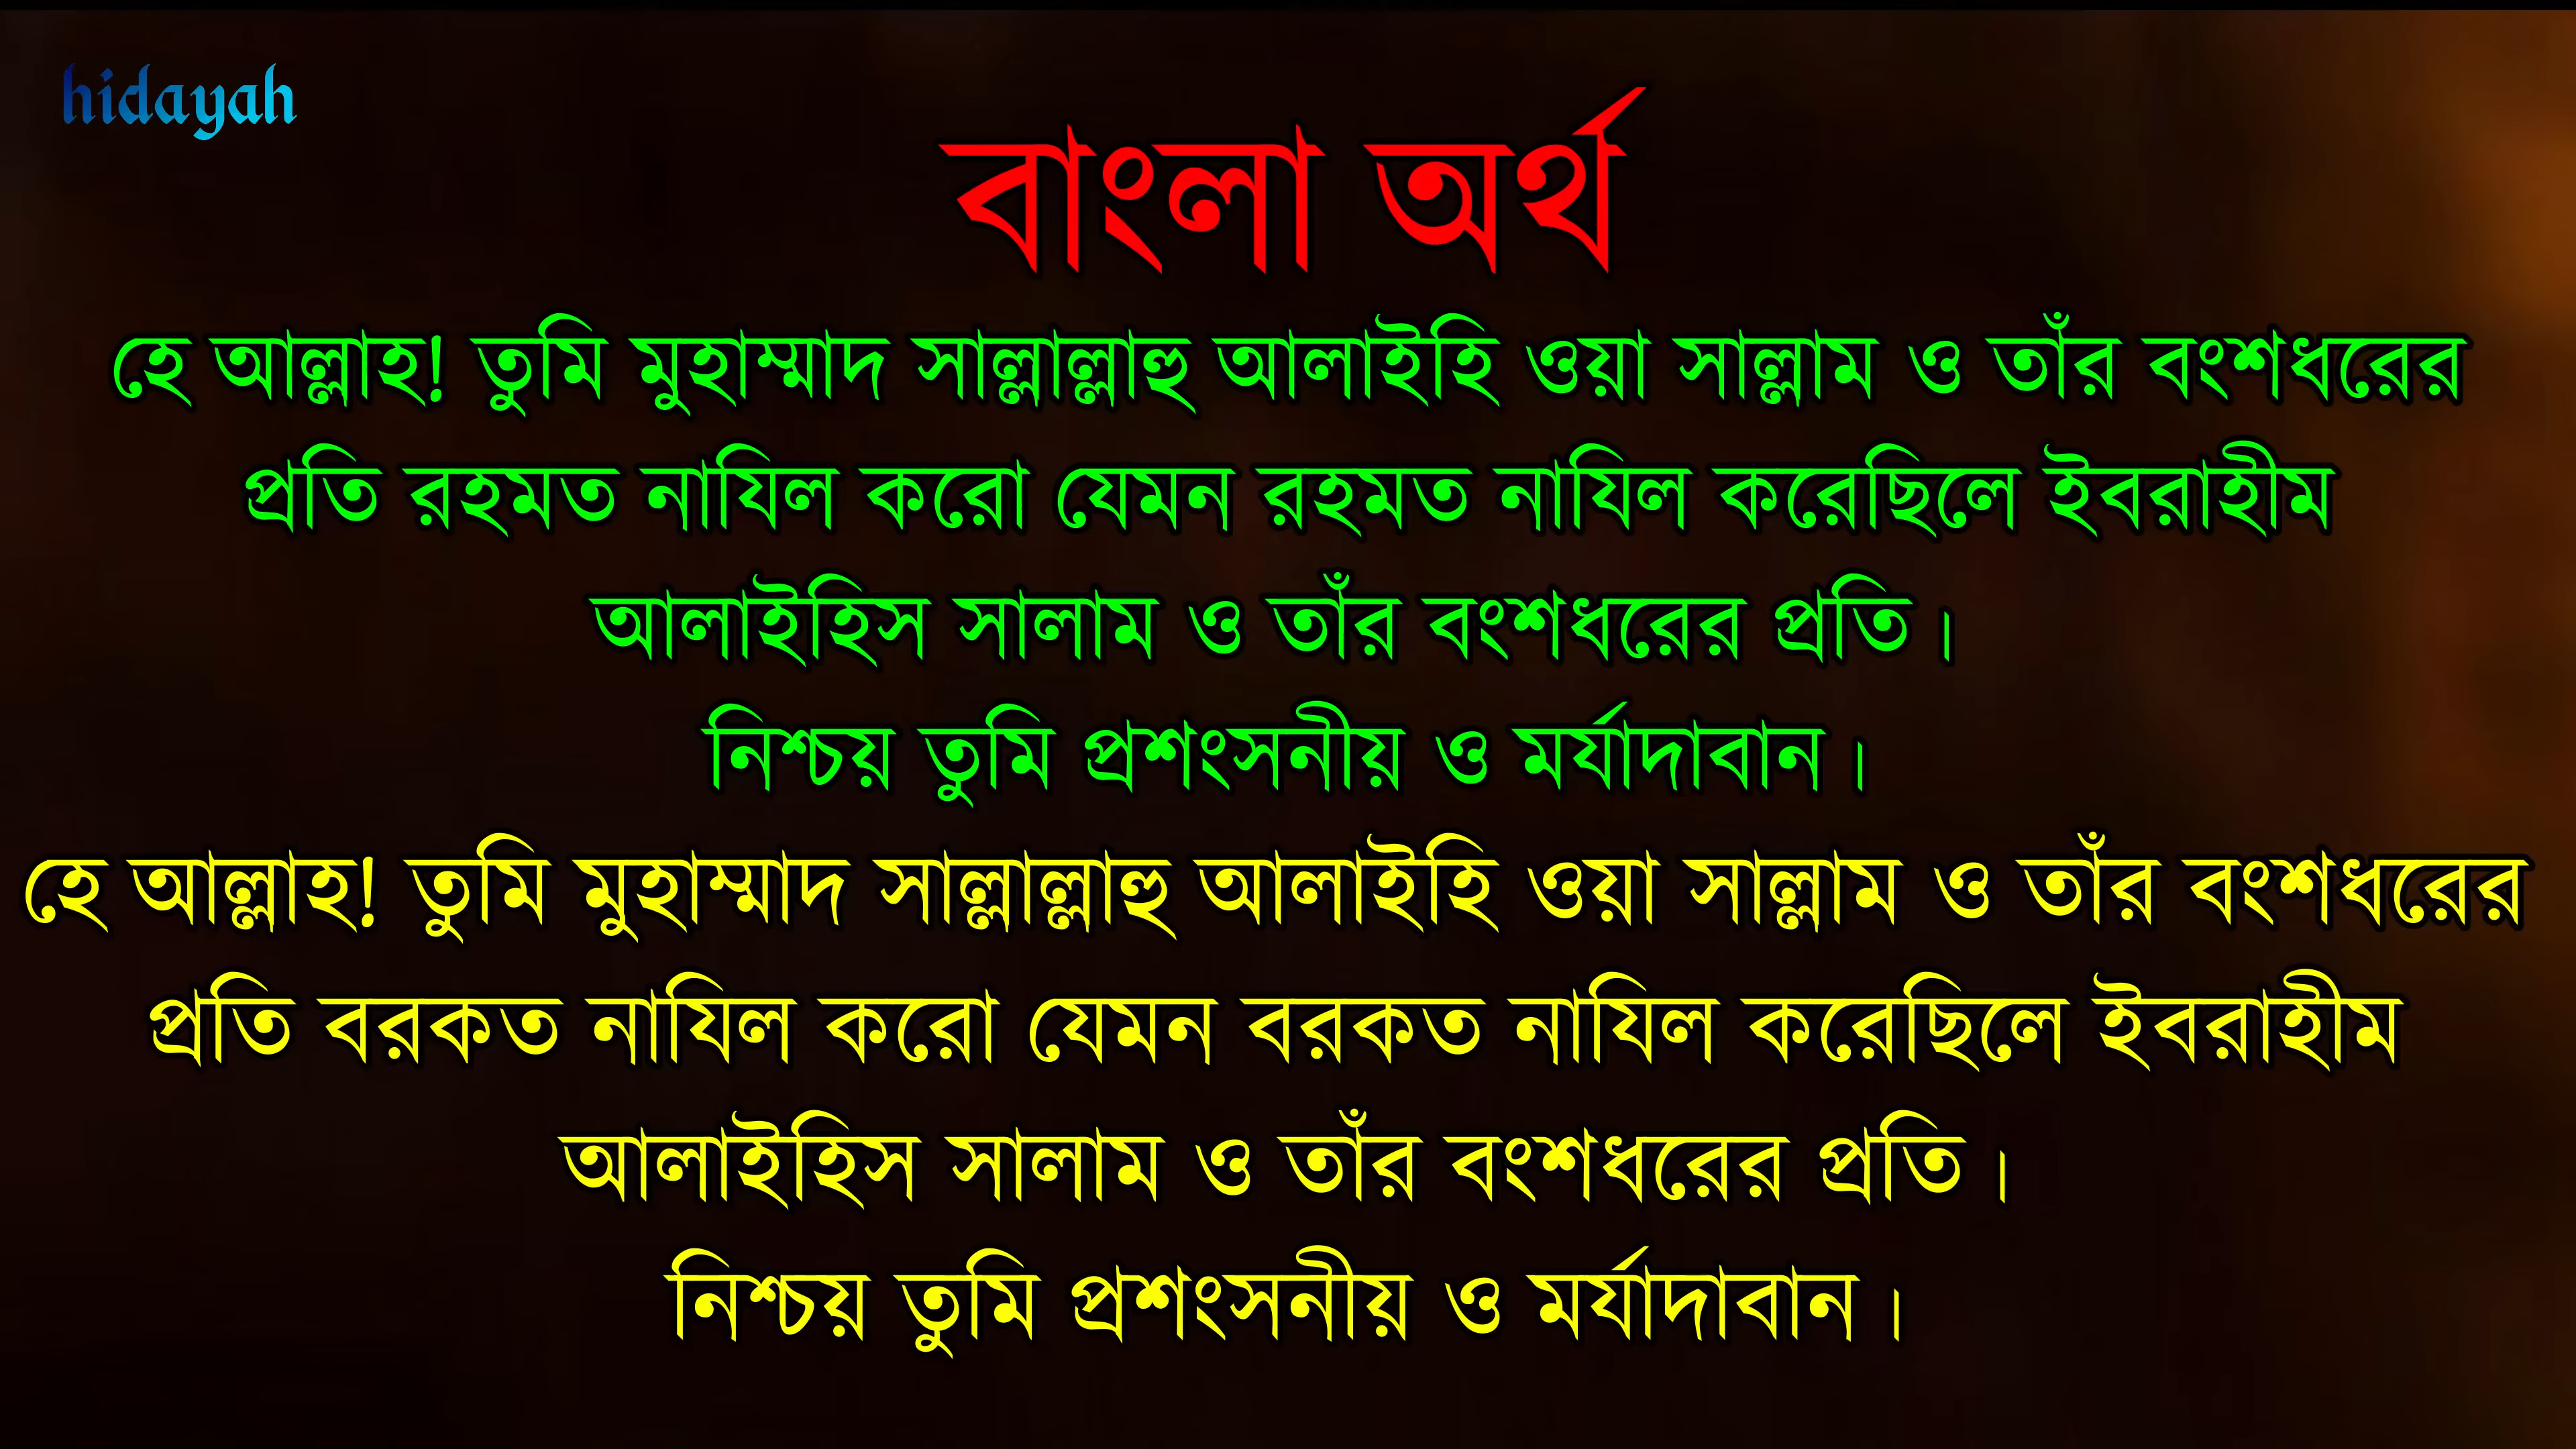 hidayah
বাংলা অর্থ
হে আল্লাহ! তুমি মুহাম্মাদ সাল্লাল্লাহু আলাইহি ওয়া সাল্লাম ও তাঁর বংশধরের
প্রতি রহমত নাযিল করো যেমন রহমত নাযিল করেছিলে ইবরাহীম
আলাইহিস সালাম ও তাঁর বংশধরের প্রতি।
নিশ্চয় তুমি প্রশংসনীয় ও মর্যাদাবান।
হে আল্লাহ! তুমি মুহাম্মাদ সাল্লাল্লাহু আলাইহি ওয়া সাল্লাম ও তাঁর বংশধরের
প্রতি বরকত নাযিল করো যেমন বরকত নাযিল করেছিলে ইবরাহীম
আলাইহিস সালাম ও তাঁর বংশধরের প্রতি।
নিশ্চয় তুমি প্রশংসনীয় ও মর্যাদাবান।